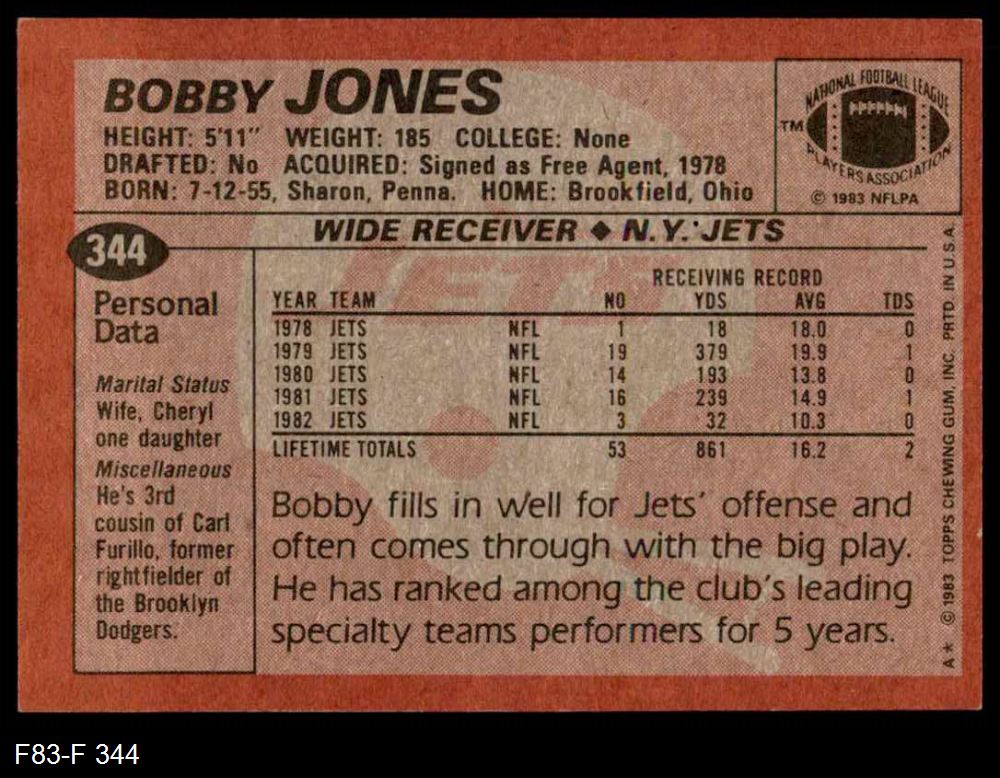 BOBBY JONES
HEIGHT: 5'11" WEIGHT: 185 COLLEGE: None
DRAFTED: No ACQUIRED: Signed as Free Agent, 1978
BORN: 7-12-55, Sharon, Penna. HOME: Brookfield, Ohio
NATIONAL FOOTBALL LEAGUE
TM
PLAYERS ASSOCIATION
© 1983 NFLPA
344
WIDE RECEIVER ◆ N.Y. JETS
Personal
Data
Marital Status
Wife, Cheryl
one daughter
Miscellaneous
He's 3rd
cousin of Carl
Furillo, former
rightfielder of
the Brooklyn
Dodgers.
RECEIVING RECORD
YEAR TEAM NO YDS AVG TDS
1978 JETS NFL 1 18 18.0 0
1979 JETS NFL 19 379 19.9 1
1980 JETS NFL 14 193 13.8 0
1981 JETS NFL 16 239 14.9 1
1982 JETS NFL 3 32 10.3 0
LIFETIME TOTALS 53 861 16.2 2
Bobby fills in well for Jets' offense and
often comes through with the big play.
He has ranked among the club's leading
specialty teams performers for 5 years.
A* © 1983 TOPPS CHEWING GUM, INC. PRTD IN U.S.A.
JETS
F83-F 344